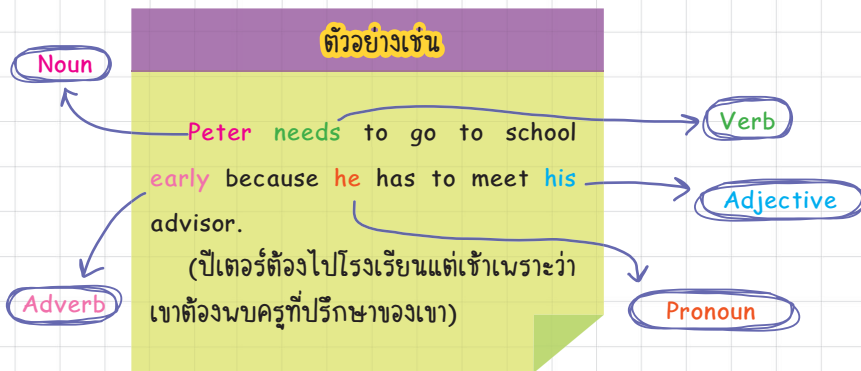 ตัวอย่างเช่น
Noun
Peter needs to go to school
Verb
early because he has to meet his
Adjective
advisor.
(ปีเตอร์ต้องไปโรงเรียนแต่เช้าเพราะว่า
เขาต้องพบครูที่ปรึกษาของเขา)
Adverb
Pronoun